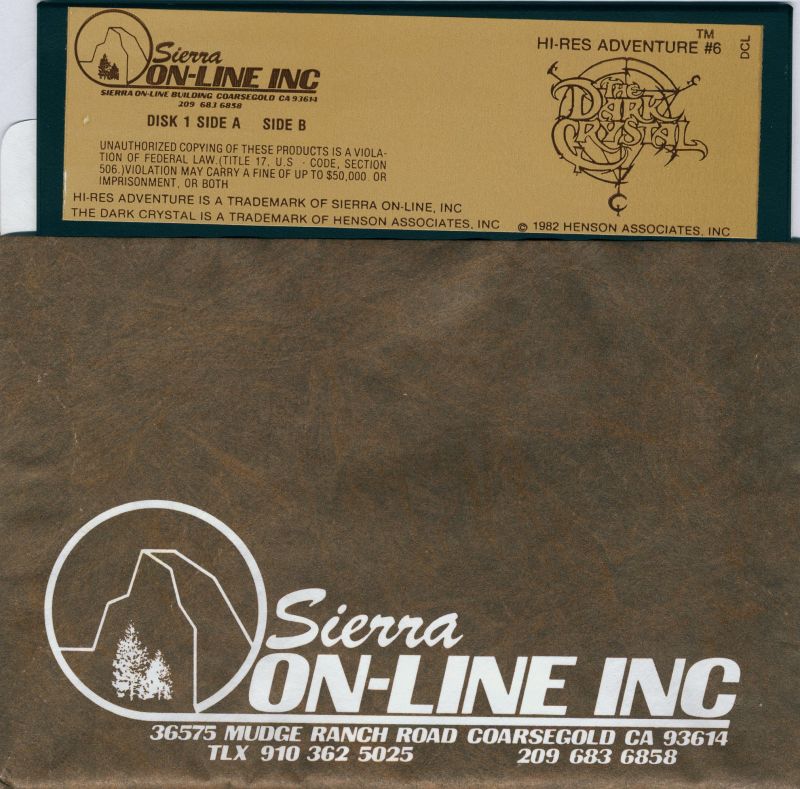 Sierra
ON-LINE INC
SIERRA ON-LINE BUILDING COARSEGOLD CA 93614
209 683 6858
DISK 1 SIDE A SIDE B
UNAUTHORIZED COPYING OF THESE PRODUCTS IS A VIOLA-
TION OF FEDERAL LAW.(TITLE 17, U.S · CODE, SECTION
506.)VIOLATION MAY CARRY A FINE OF UP TO $50,000 OR
IMPRISONMENT, OR BOTH
HI-RES ADVENTURE IS A TRADEMARK OF SIERRA ON-LINE, INC
THE DARK CRYSTAL IS A TRADEMARK OF HENSON ASSOCIATES, INC
TM
HI-RES ADVENTURE #6
DCL
THE
DARK
CRYSTAL
© 1982 HENSON ASSOCIATES, INC
Sierra
ON-LINE INC
36575 MUDGE RANCH ROAD COARSEGOLD CA 93614
TLX 910 362 5025 209 683 6858